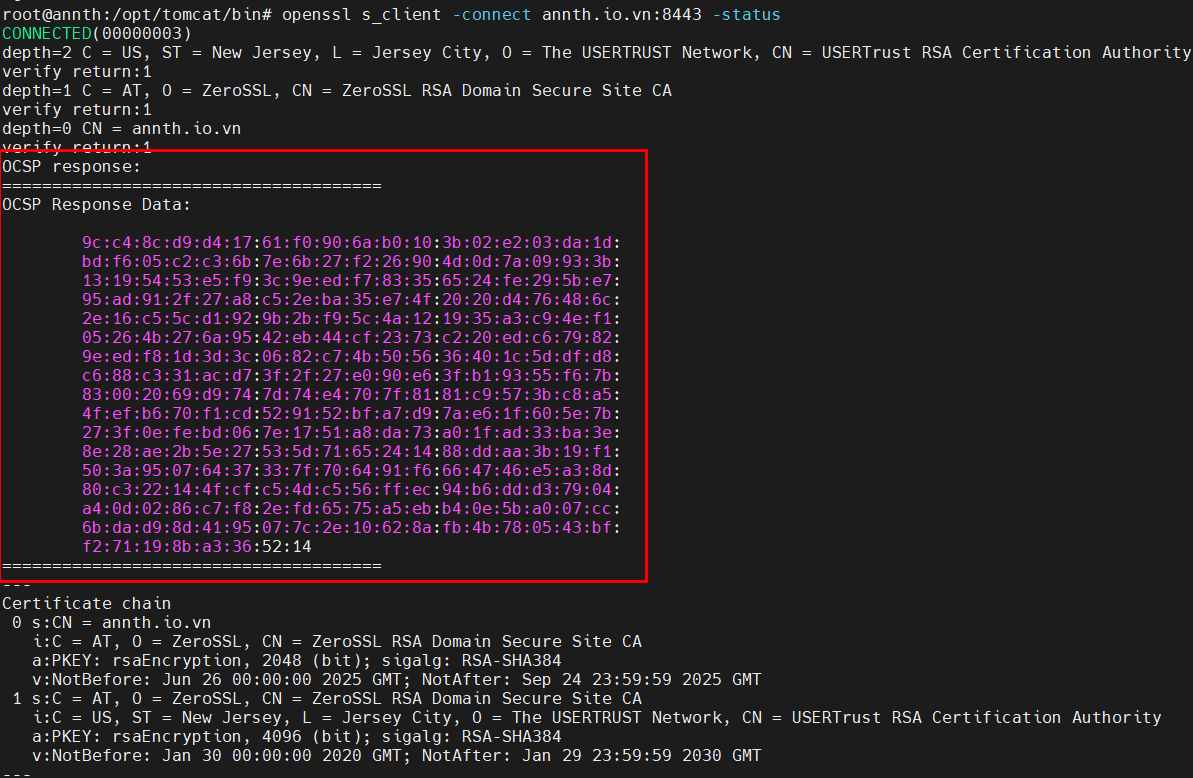 root@annth:/opt/tomcat/bin# openssl s_client -connect annth.io.vn:8443 -status
CONNECTED(00000003)
depth=2 C = US, ST = New Jersey, L = Jersey City, O = The USERTRUST Network, CN = USERTrust RSA Certification Authority
verify return:1
depth=1 C = AT, O = ZeroSSL, CN = ZeroSSL RSA Domain Secure Site CA
verify return:1
depth=0 CN = annth.io.vn
verify return:1
OCSP response:
======================================
OCSP Response Data:
9c:c4:8c:d9:d4:17:61:f0:90:6a:b0:10:3b:02:e2:03:da:1d:
bd:f6:05:c2:c3:6b:7e:6b:27:f2:26:90:4d:0d:7a:09:93:3b:
13:19:54:53:e5:f9:3c:9e:ed:f7:83:35:65:24:fe:29:5b:e7:
95:ad:91:2f:27:a8:c5:2e:ba:35:e7:4f:20:20:d4:76:48:6c:
2e:16:c5:5c:d1:92:9b:2b:f9:5c:4a:12:19:35:a3:c9:4e:f1:
05:26:4b:27:6a:95:42:eb:44:cf:23:73:c2:20:ed:c6:79:82:
9e:ed:f8:1d:3d:3c:06:82:c7:4b:50:56:36:40:1c:5d:df:d8:
c6:88:c3:31:ac:d7:3f:2f:27:e0:90:e6:3f:b1:93:55:f6:7b:
83:00:20:69:d9:74:7d:74:e4:70:7f:81:81:c9:57:3b:c8:a5:
4f:ef:b6:70:f1:cd:52:91:52:bf:a7:d9:7a:e6:1f:60:5e:7b:
27:3f:0e:fe:bd:06:7e:17:51:a8:da:73:a0:1f:ad:33:ba:3e:
8e:28:ae:2b:5e:27:53:5d:71:65:24:14:88:dd:aa:3b:19:f1:
50:3a:95:07:64:37:33:7f:70:64:91:f6:66:47:46:e5:a3:8d:
80:c3:22:14:4f:cf:c5:4d:c5:56:ff:ec:94:b6:dd:d3:79:04:
a4:0d:02:86:c7:f8:2e:fd:65:75:a5:eb:b4:0e:5b:a0:07:cc:
6b:da:d9:8d:41:95:07:7c:2e:10:62:8a:fb:4b:78:05:43:bf:
f2:71:19:8b:a3:36:52:14
======================================
---
Certificate chain
0 s:CN = annth.io.vn
i:C = AT, O = ZeroSSL, CN = ZeroSSL RSA Domain Secure Site CA
a:PKEY: rsaEncryption, 2048 (bit); sigalg: RSA-SHA384
v:NotBefore: Jun 26 00:00:00 2025 GMT; NotAfter: Sep 24 23:59:59 2025 GMT
1 s:C = AT, O = ZeroSSL, CN = ZeroSSL RSA Domain Secure Site CA
i:C = US, ST = New Jersey, L = Jersey City, O = The USERTRUST Network, CN = USERTrust RSA Certification Authority
a:PKEY: rsaEncryption, 4096 (bit); sigalg: RSA-SHA384
v:NotBefore: Jan 30 00:00:00 2020 GMT; NotAfter: Jan 29 23:59:59 2030 GMT
---